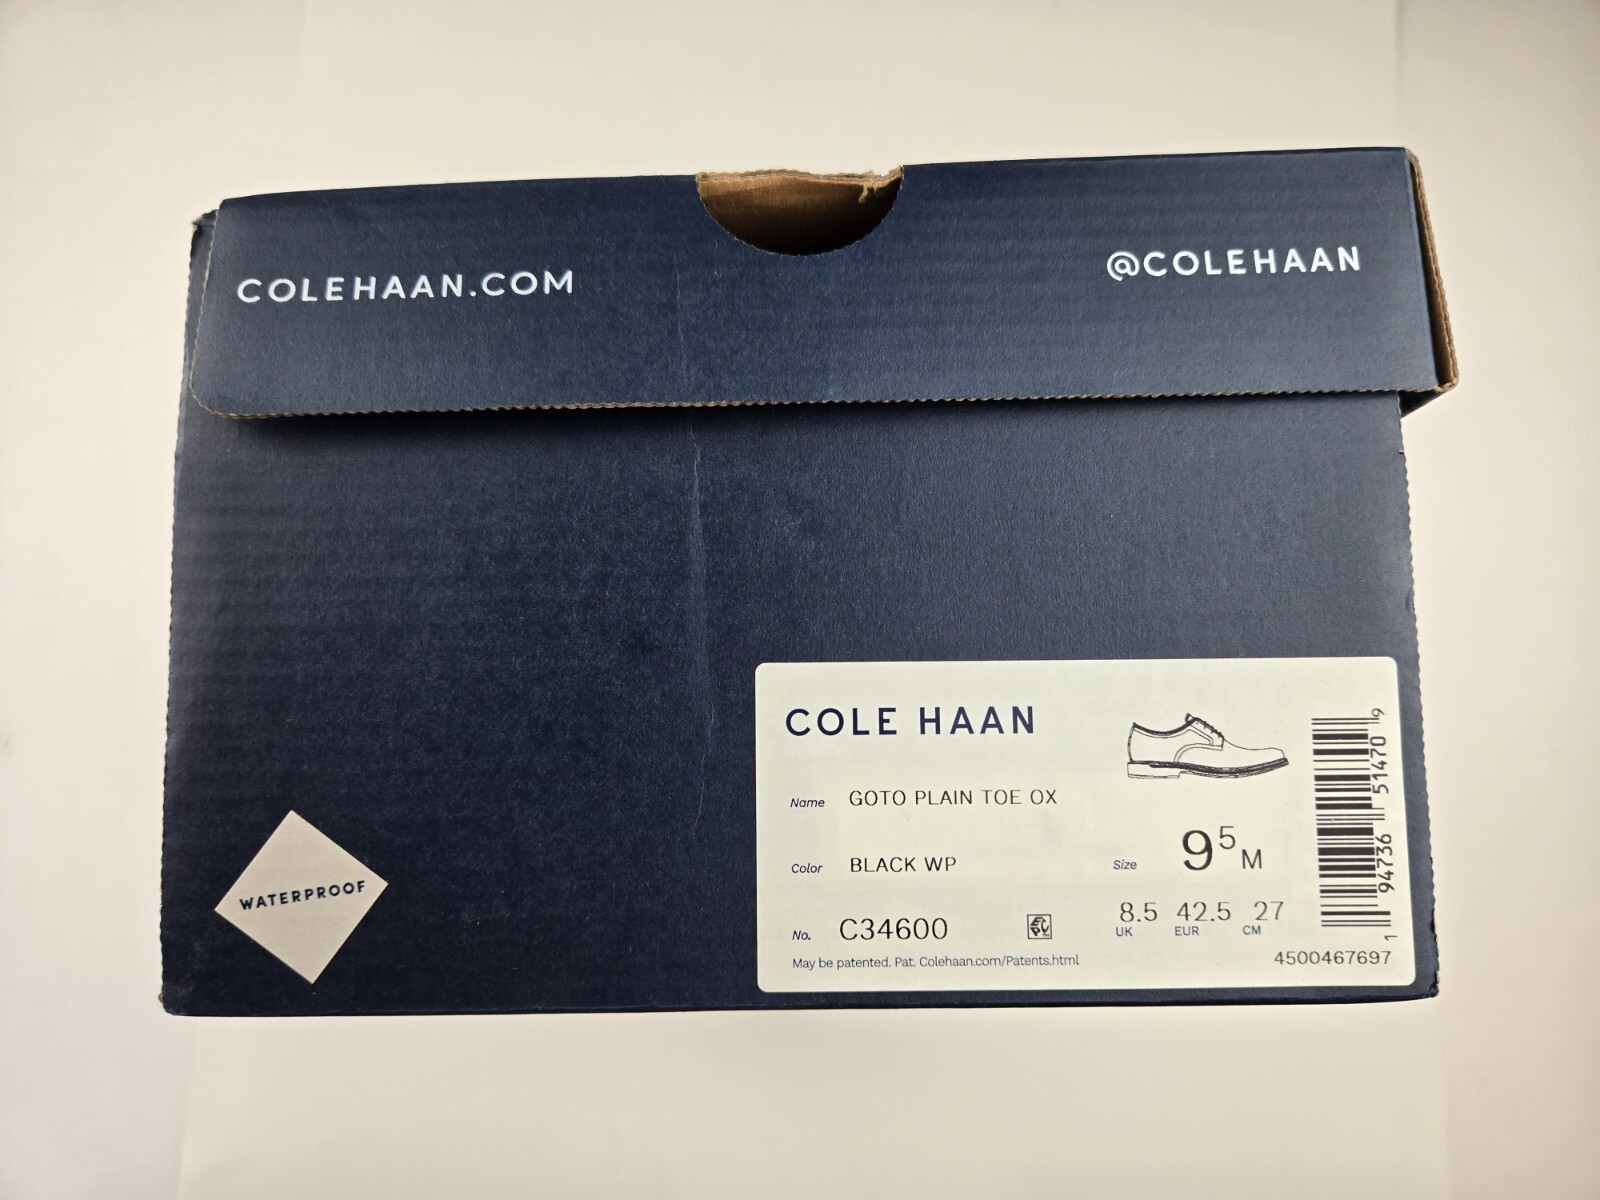 COLEHAAN.COM
@COLEHAAN
WATERPROOF
COLE HAAN
Name GOTO PLAIN TOE OX
Color BLACK WP
Size 9⁵ M
No. C34600
8.5 42.5 27
UK EUR CM
May be patented. Pat. Colehaan.com/Patents.html
4500467697
1 94736 51470 9